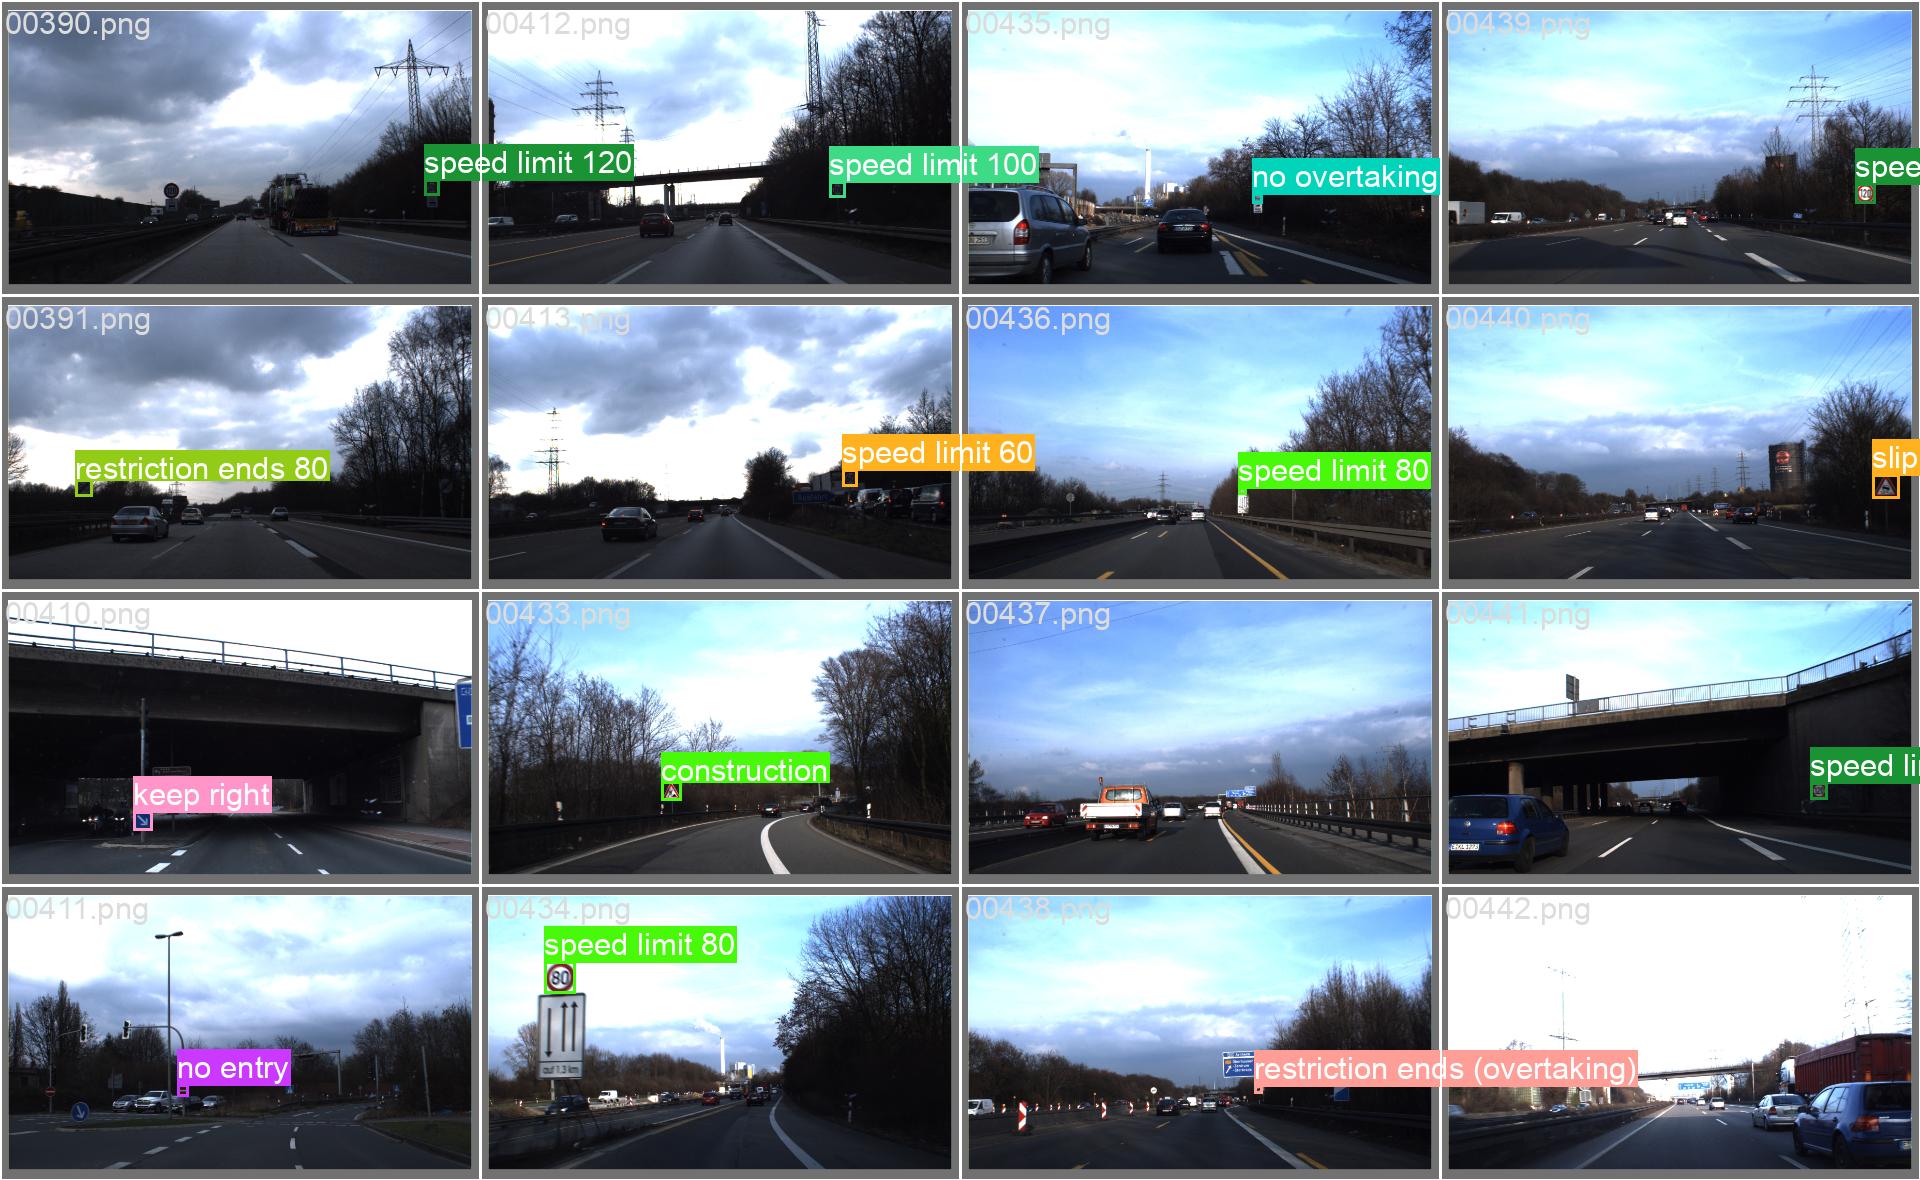 00390.png
speed limit 120
00412.png
speed limit 100
00435.png
no overtaking
00439.png
spee
120
00391.png
restriction ends 80
00413.png
speed limit 60
00436.png
speed limit 80
00440.png
slip
00410.png
keep right
00433.png
construction
00437.png
00441.png
speed li
00411.png
no entry
00434.png
speed limit 80
80
auf 1,3 km
00438.png
restriction ends (overtaking)
00442.png